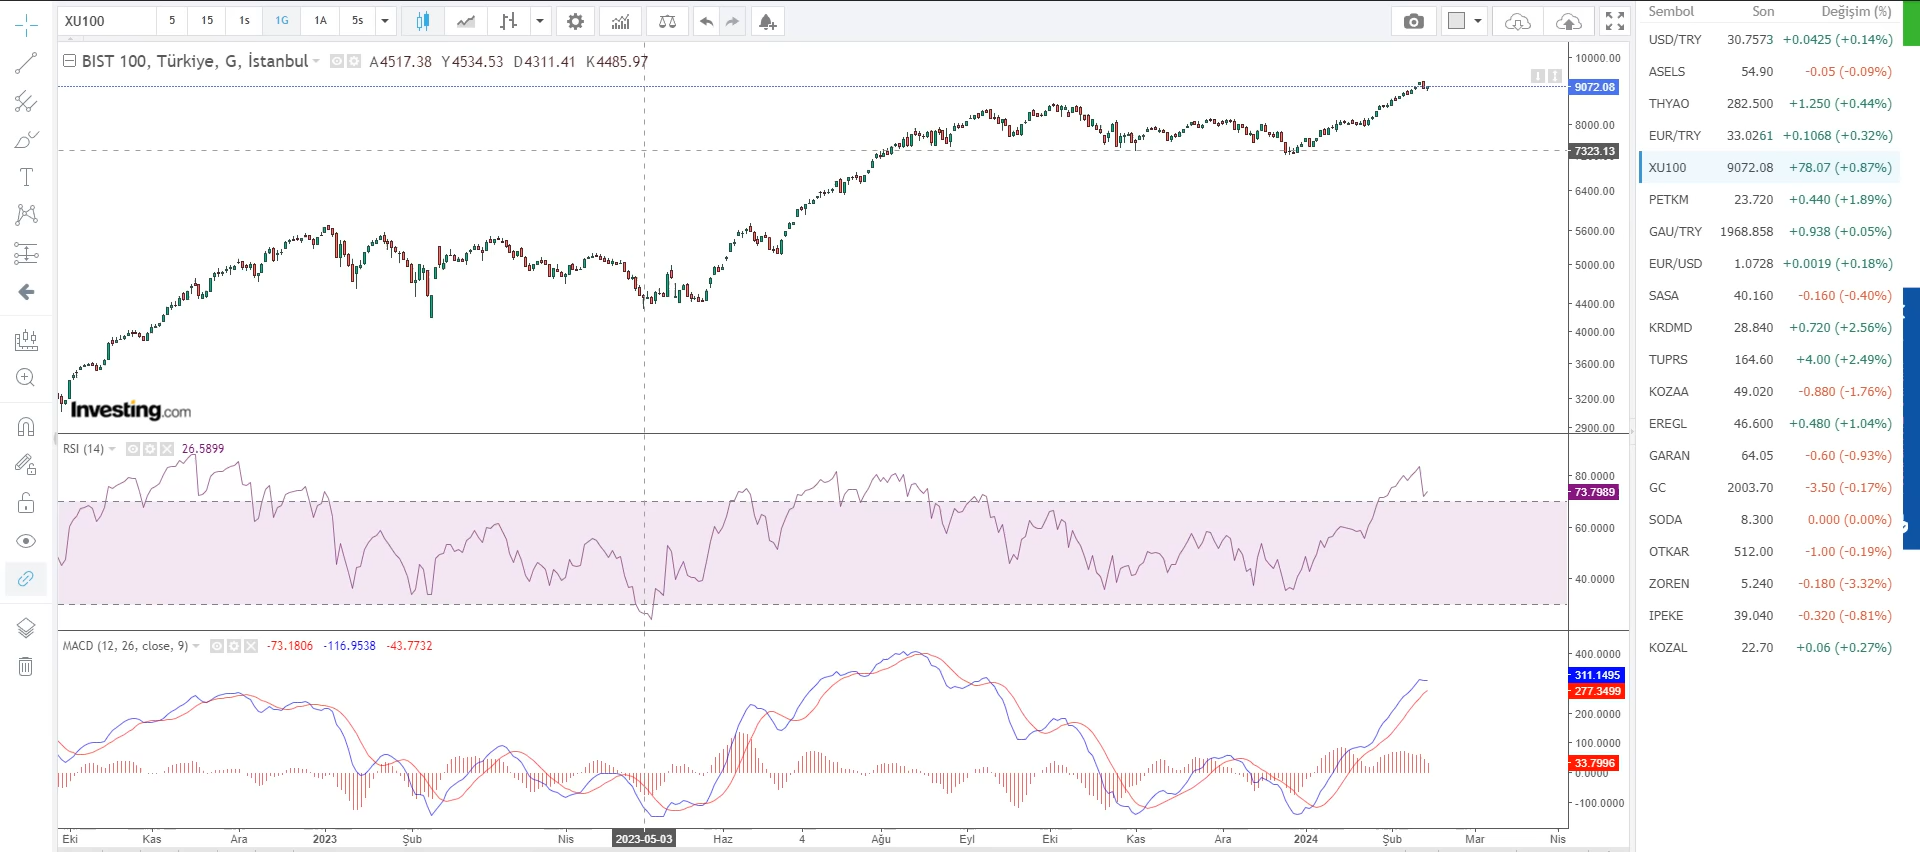 XU100 5 15 1s 1G 1A 5s
BIST 100, Türkiye, G, İstanbul A4517.38 Y4534.53 D4311.41 K4485.97
10000.00
9072.08
8000.00
7323.13
6400.00
5600.00
5000.00
4400.00
4000.00
3600.00
3200.00
2900.00
Investing.com
RSI (14) 26.5899
80.0000
73.7989
60.0000
40.0000
MACD (12, 26, close, 9) -73.1806 -116.9538 -43.7732
400.0000
311.1495
277.3499
200.0000
100.0000
33.7996
0.0000
-100.0000
Eki Kas Ara 2023 Şub Nis 2023-05-03 Haz 4 Ağu Eyl Eki Kas Ara 2024 Şub Mar Nis
Sembol Son Değişim (%)
USD/TRY 30.7573 +0.0425 (+0.14%)
ASELS 54.90 -0.05 (-0.09%)
THYAO 282.500 +1.250 (+0.44%)
EUR/TRY 33.0261 +0.1068 (+0.32%)
XU100 9072.08 +78.07 (+0.87%)
PETKM 23.720 +0.440 (+1.89%)
GAU/TRY 1968.858 +0.938 (+0.05%)
EUR/USD 1.0728 +0.0019 (+0.18%)
SASA 40.160 -0.160 (-0.40%)
KRDMD 28.840 +0.720 (+2.56%)
TUPRS 164.60 +4.00 (+2.49%)
KOZAA 49.020 -0.880 (-1.76%)
EREGL 46.600 +0.480 (+1.04%)
GARAN 64.05 -0.60 (-0.93%)
GC 2003.70 -3.50 (-0.17%)
SODA 8.300 0.000 (0.00%)
OTKAR 512.00 -1.00 (-0.19%)
ZOREN 5.240 -0.180 (-3.32%)
IPEKE 39.040 -0.320 (-0.81%)
KOZAL 22.70 +0.06 (+0.27%)